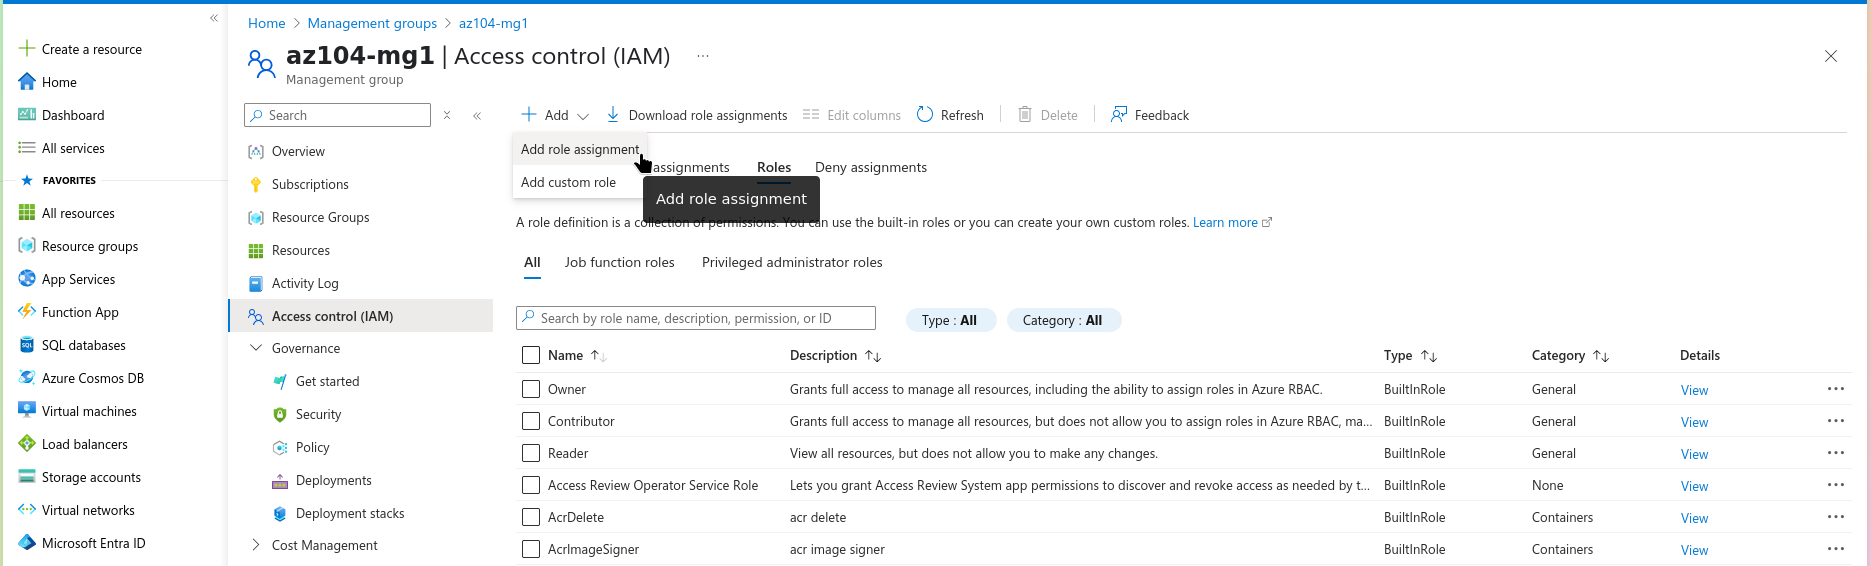 Create a resource
Home
Dashboard
All services
FAVORITES
All resources
Resource groups
App Services
Function App
SQL databases
Azure Cosmos DB
Virtual machines
Load balancers
Storage accounts
Virtual networks
Microsoft Entra ID
Home > Management groups > az104-mg1
az104-mg1 | Access control (IAM) ...
Management group
Search
Overview
Subscriptions
Resource Groups
Resources
Activity Log
Access control (IAM)
Governance
Get started
Security
Policy
Deployments
Deployment stacks
Cost Management
Add Download role assignments Edit columns Refresh Delete Feedback
Add role assignment
Add custom role
assignments Roles Deny assignments
Add role assignment
A role definition is a collection of permissions. You can use the built-in roles or you can create your own custom roles. Learn more
All Job function roles Privileged administrator roles
Search by role name, description, permission, or ID Type : All Category : All
Name Description Type Category Details
Owner Grants full access to manage all resources, including the ability to assign roles in Azure RBAC. BuiltInRole General View ...
Contributor Grants full access to manage all resources, but does not allow you to assign roles in Azure RBAC, ma... BuiltInRole General View ...
Reader View all resources, but does not allow you to make any changes. BuiltInRole General View ...
Access Review Operator Service Role Lets you grant Access Review System app permissions to discover and revoke access as needed by t... BuiltInRole None View ...
AcrDelete acr delete BuiltInRole Containers View ...
AcrImageSigner acr image signer BuiltInRole Containers View ...